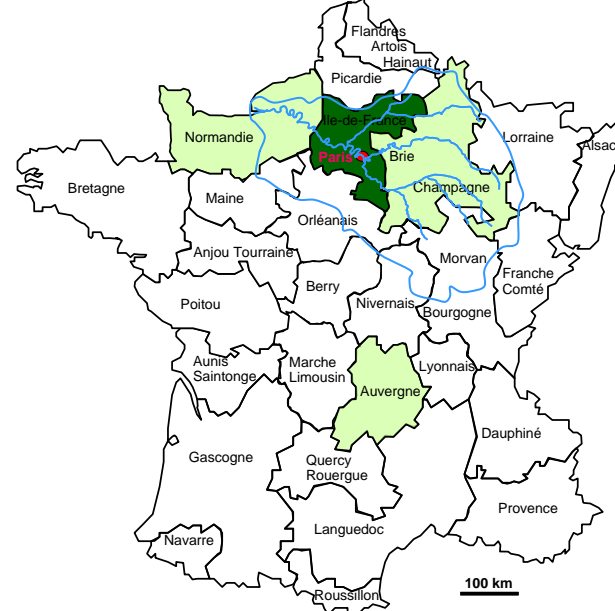 Flandres
Artois
Hainaut
Picardie
Ile-de-France
Normandie
Lorraine
Alsac
Paris
Brie
Bretagne
Champagne
Maine
Orléanais
Anjou Tourraine
Morvan
Franche
Comté
Berry
Poitou
Nivernais
Bourgogne
Aunis
Saintonge
Marche
Limousin
Lyonnais
Auvergne
Dauphiné
Gascogne
Quercy
Rouergue
Provence
Languedoc
Navarre
100 km
Roussillon